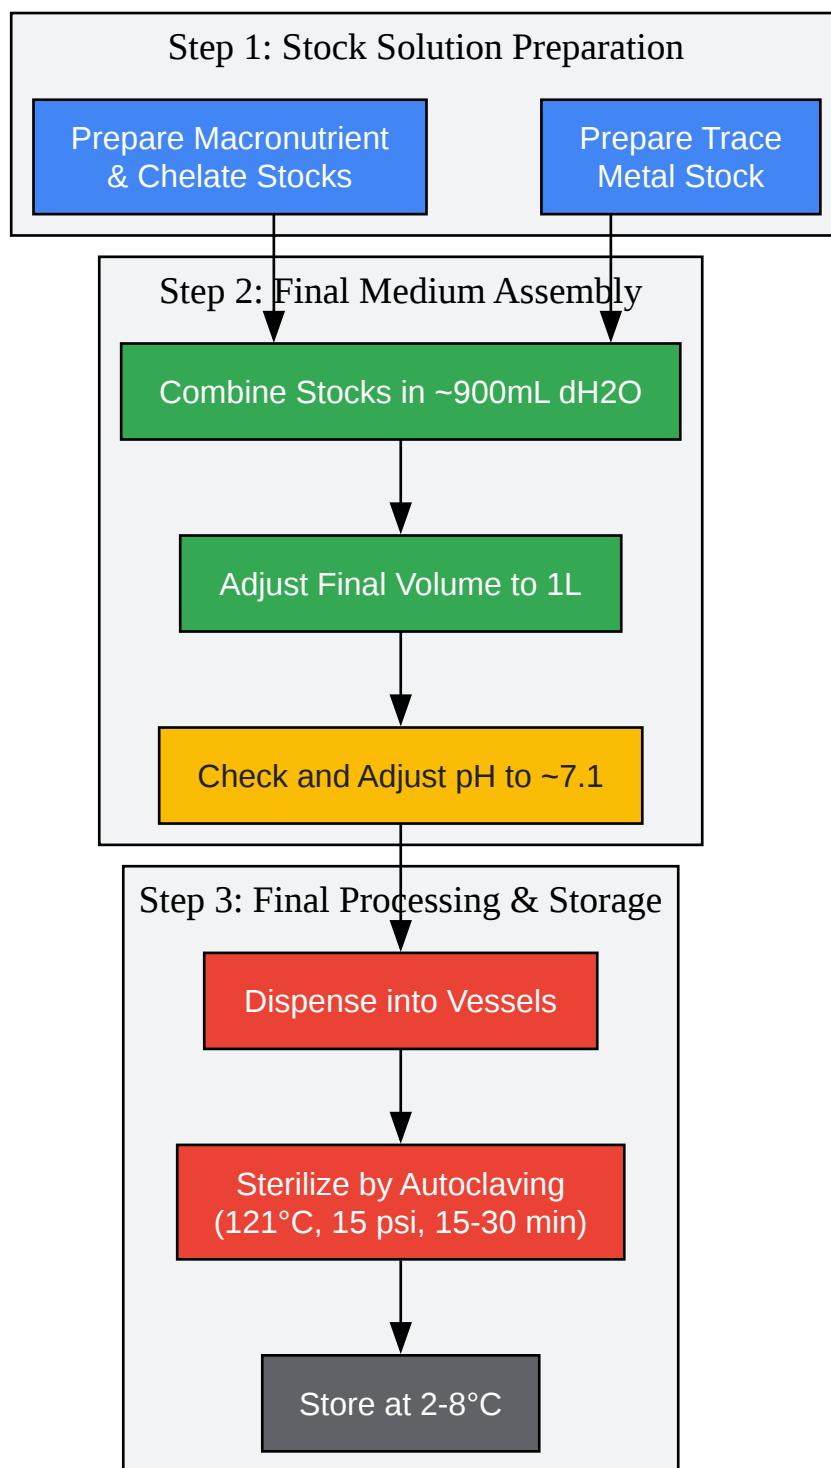 Step 1: Stock Solution Preparation
Prepare Macronutrient
& Chelate Stocks
Prepare Trace
Metal Stock
Step 2: Final Medium Assembly
Combine Stocks in ~900mL dH2O
Adjust Final Volume to 1L
Check and Adjust pH to ~7.1
Step 3: Final Processing & Storage
Dispense into Vessels
Sterilize by Autoclaving
(121°C, 15 psi, 15-30 min)
Store at 2-8°C